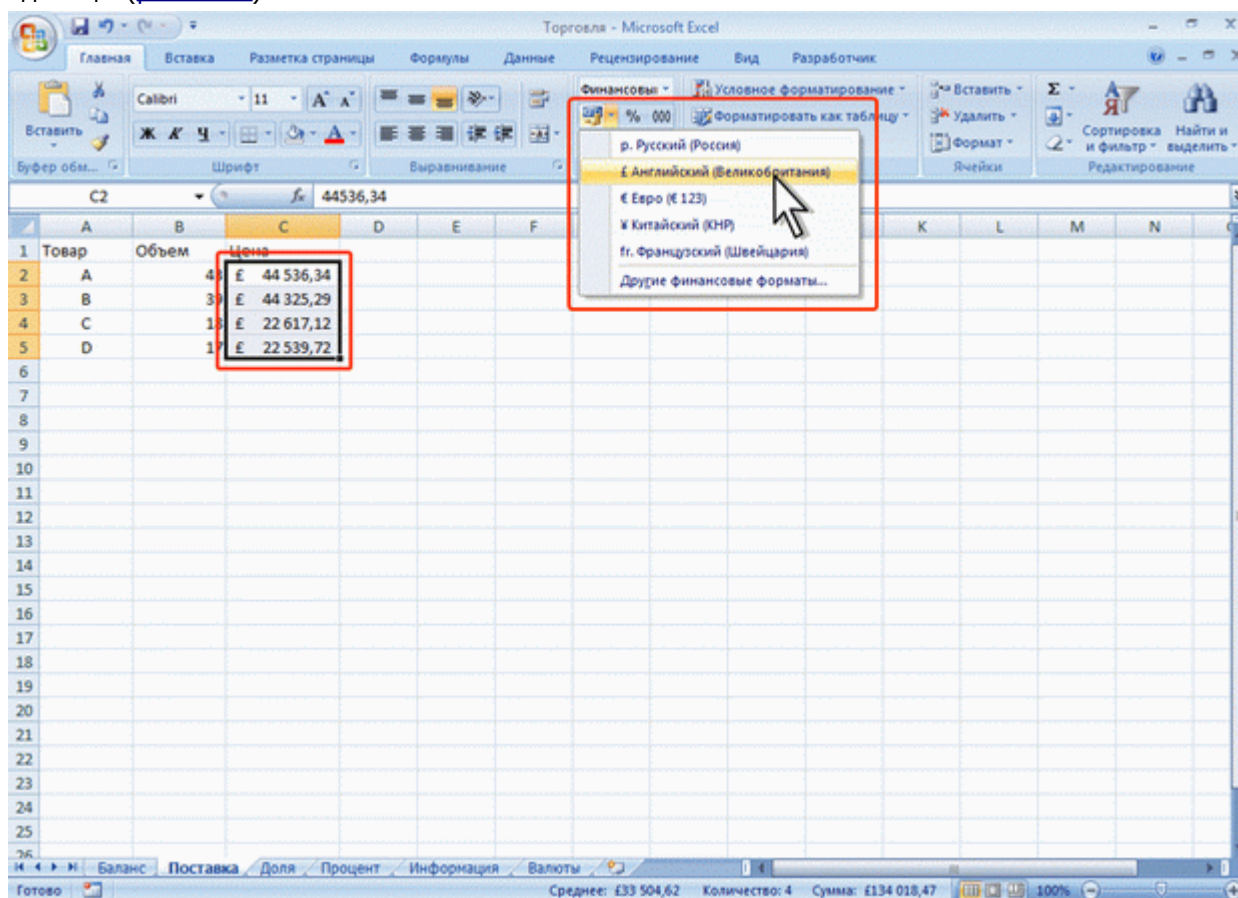 Торговля - Microsoft Excel
Главная Вставка Разметка страницы Формулы Данные Рецензирование Вид Разработчик
Вставить
Calibri 11 A A
Ж К Ч
Финансовый
% 000
Условное форматирование
Форматировать как таблицу
Вставить
Удалить
Формат
Σ
Сортировка и фильтр
Найти и выделить
Буфер обм... Шрифт Выравнивание Ячейки Редактирование
р. Русский (Россия)
£ Английский (Великобритания)
€ Евро (€ 123)
¥ Китайский (КНР)
fr. Французский (Швейцария)
Другие финансовые форматы...
C2 fx 44536,34
A B C D E F K L M N
1 Товар Объем Цена
2 A £ 44 536,34
3 B £ 44 325,29
4 C £ 22 617,12
5 D £ 22 539,72
6
7
8
9
10
11
12
13
14
15
16
17
18
19
20
21
22
23
24
25
26
Баланс Поставка Доля Процент Информация Валюты
Готово Среднее: £33 504,62 Количество: 4 Сумма: £134 018,47 100%